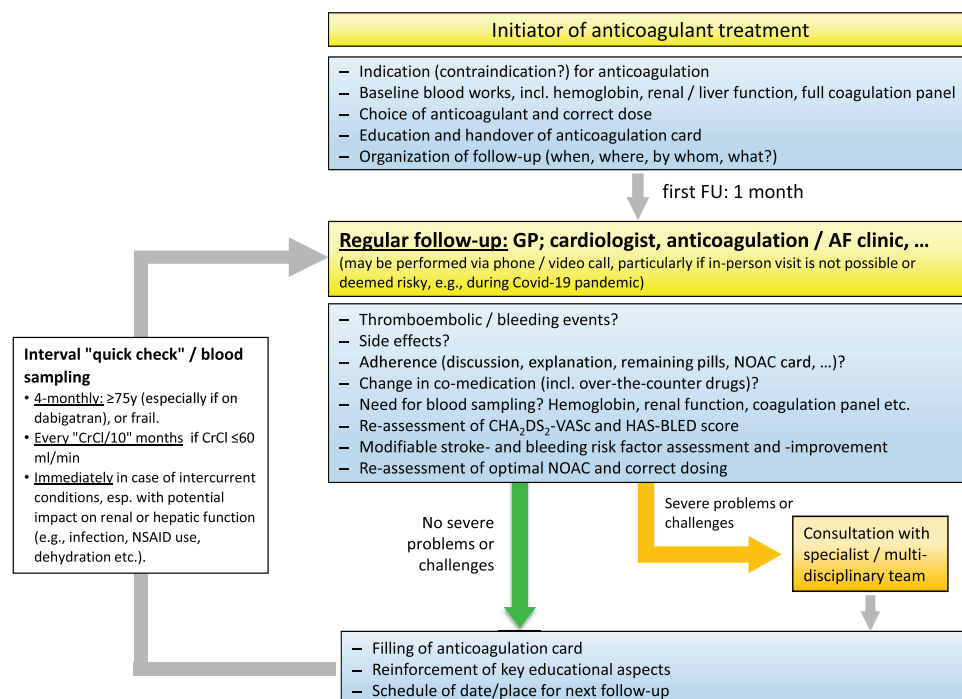 Initiator of anticoagulant treatment
– Indication (contraindication?) for anticoagulation
– Baseline blood works, incl. hemoglobin, renal / liver function, full coagulation panel
– Choice of anticoagulant and correct dose
– Education and handover of anticoagulation card
– Organization of follow-up (when, where, by whom, what?)
first FU: 1 month
Regular follow-up: GP; cardiologist, anticoagulation / AF clinic, …
(may be performed via phone / video call, particularly if in-person visit is not possible or
deemed risky, e.g., during Covid-19 pandemic)
– Thromboembolic / bleeding events?
– Side effects?
– Adherence (discussion, explanation, remaining pills, NOAC card, …)?
– Change in co-medication (incl. over-the-counter drugs)?
– Need for blood sampling? Hemoglobin, renal function, coagulation panel etc.
– Re-assessment of CHA₂DS₂-VASc and HAS-BLED score
– Modifiable stroke- and bleeding risk factor assessment and -improvement
– Re-assessment of optimal NOAC and correct dosing
Interval "quick check" / blood
sampling
• 4-monthly: ≥75y (especially if on
dabigatran), or frail.
• Every "CrCl/10" months if CrCl ≤60
ml/min
• Immediately in case of intercurrent
conditions, esp. with potential
impact on renal or hepatic function
(e.g., infection, NSAID use,
dehydration etc.).
No severe
problems or
challenges
Severe problems or
challenges
Consultation with
specialist / multi-
disciplinary team
– Filling of anticoagulation card
– Reinforcement of key educational aspects
– Schedule of date/place for next follow-up